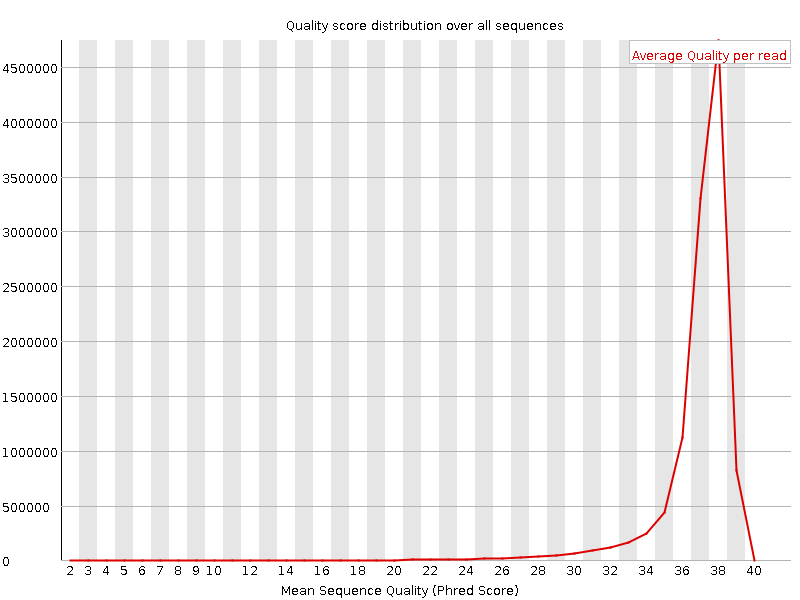 Quality score distribution over all sequences
Average Quality per read
4500000
4000000
3500000
3000000
2500000
2000000
1500000
1000000
500000
0
2 3 4 5 6 7 8 9 10 12 14 16 18 20 22 24 26 28 30 32 34 36 38 40
Mean Sequence Quality (Phred Score)